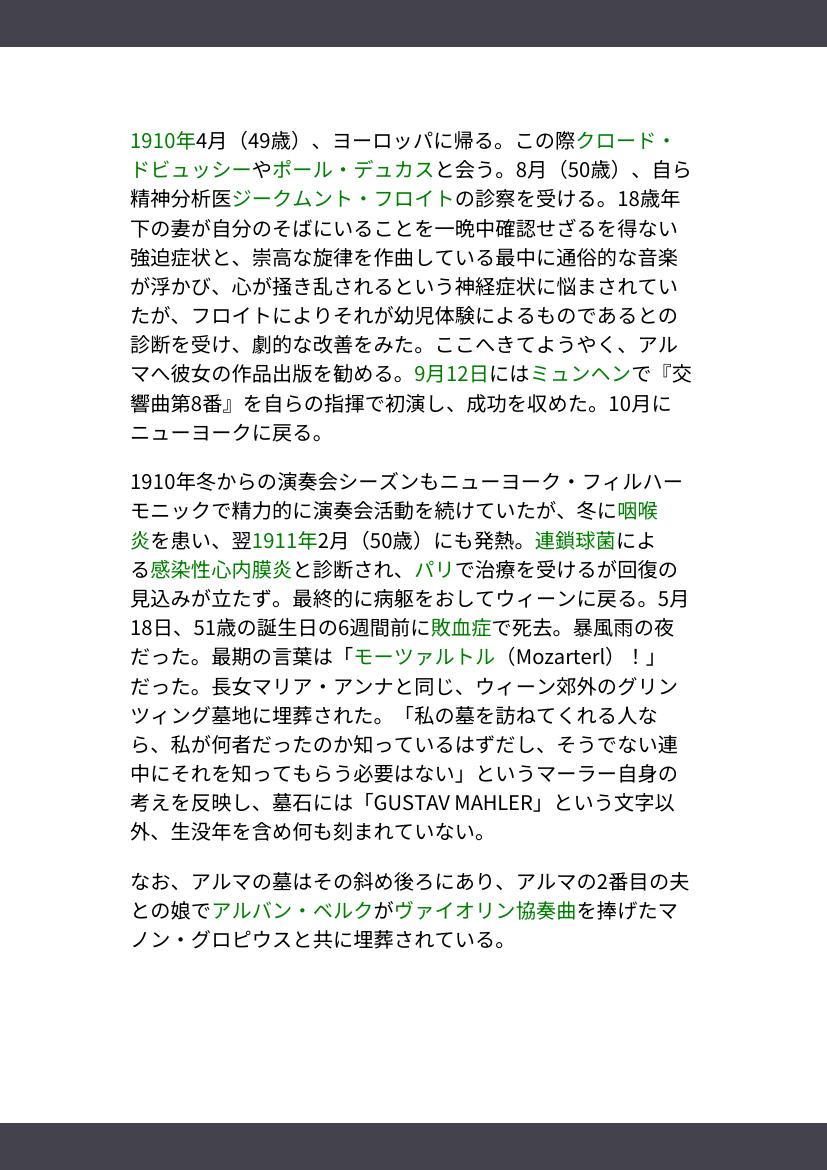 1910年4月（49歳）、ヨーロッパに帰る。この際クロード・
ドビュッシーやポール・デュカスと会う。8月（50歳）、自ら
精神分析医ジークムント・フロイトの診察を受ける。18歳年
下の妻が自分のそばにいることを一晩中確認せざるを得ない
強迫症状と、崇高な旋律を作曲している最中に通俗的な音楽
が浮かび、心が掻き乱されるという神経症状に悩まされてい
たが、フロイトによりそれが幼児体験によるものであるとの
診断を受け、劇的な改善をみた。ここへきてようやく、アル
マへ彼女の作品出版を勧める。9月12日にはミュンヘンで『交
響曲第8番』を自らの指揮で初演し、成功を収めた。10月に
ニューヨークに戻る。
1910年冬からの演奏会シーズンもニューヨーク・フィルハー
モニックで精力的に演奏会活動を続けていたが、冬に咽喉
炎を患い、翌1911年2月（50歳）にも発熱。連鎖球菌によ
る感染性心内膜炎と診断され、パリで治療を受けるが回復の
見込みが立たず。最終的に病躯をおしてウィーンに戻る。5月
18日、51歳の誕生日の6週間前に敗血症で死去。暴風雨の夜
だった。最期の言葉は「モーツァルトル（Mozarterl）！」
だった。長女マリア・アンナと同じ、ウィーン郊外のグリン
ツィング墓地に埋葬された。「私の墓を訪ねてくれる人な
ら、私が何者だったのか知っているはずだし、そうでない連
中にそれを知ってもらう必要はない」というマーラー自身の
考えを反映し、墓石には「GUSTAV MAHLER」という文字以
外、生没年を含め何も刻まれていない。
なお、アルマの墓はその斜め後ろにあり、アルマの2番目の夫
との娘でアルバン・ベルクがヴァイオリン協奏曲を捧げたマ
ノン・グロピウスと共に埋葬されている。